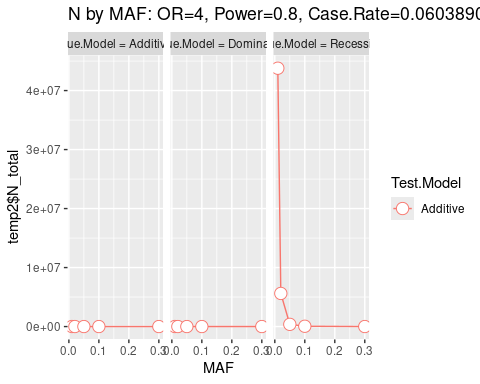 N by MAF: OR=4, Power=0.8, Case.Rate=0.0603890
ue.Model = Additiv ue.Model = Domina ue.Model = Recess
temp2$N_total
4e+07
3e+07
2e+07
1e+07
0e+00
0.0 0.1 0.2 0.3 0.0 0.1 0.2 0.3 0.0 0.1 0.2 0.3
MAF
Test.Model
Additive